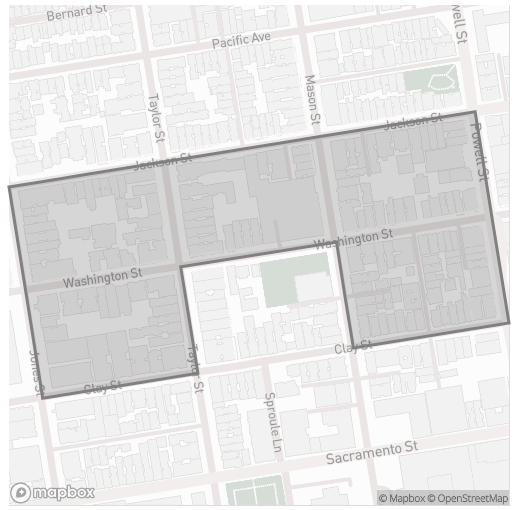 Bernard St
Pacific Ave
well St
Taylor St
Mason St
Jackson St
Jackson St
Powell St
Washington St
Washington St
Jones St
Clay St
Taylor St
Clay St
Sproule Ln
Sacramento St
mapbox
© Mapbox © OpenStreetMap